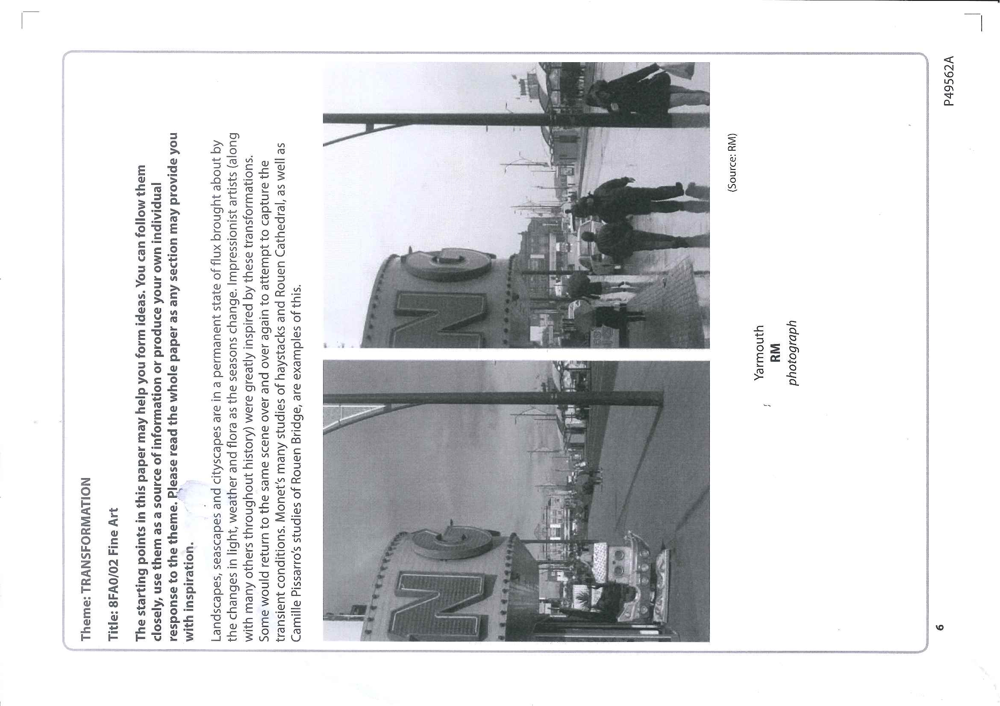 Theme: TRANSFORMATION
Title: 8FA0/02 Fine Art
The starting points in this paper may help you form ideas. You can follow them
closely, use them as a source of information or produce your own individual
response to the theme. Please read the whole paper as any section may provide you
with inspiration.
Landscapes, seascapes and cityscapes are in a permanent state of flux brought about by
the changes in light, weather and flora as the seasons change. Impressionist artists (along
with many others throughout history) were greatly inspired by these transformations.
Some would return to the same scene over and over again to attempt to capture the
transient conditions. Monet's many studies of haystacks and Rouen Cathedral, as well as
Camille Pissarro's studies of Rouen Bridge, are examples of this.
N G
N G
(Source: RM)
Yarmouth
RM
photograph
6
P49562A